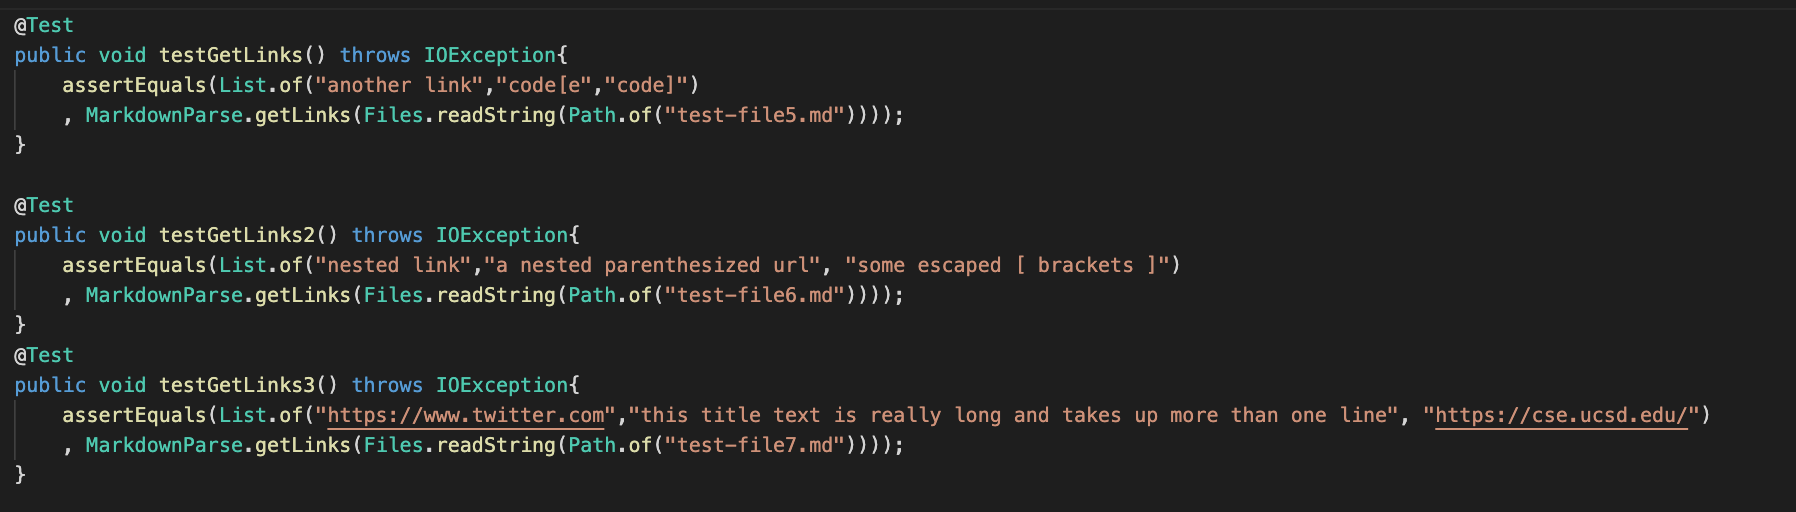 @Test
public void testGetLinks() throws IOException{
    assertEquals(List.of("another link","code[e","code]")
    , MarkdownParse.getLinks(Files.readString(Path.of("test-file5.md"))));
}

@Test
public void testGetLinks2() throws IOException{
    assertEquals(List.of("nested link","a nested parenthesized url", "some escaped [ brackets ]")
    , MarkdownParse.getLinks(Files.readString(Path.of("test-file6.md"))));
}
@Test
public void testGetLinks3() throws IOException{
    assertEquals(List.of("https://www.twitter.com","this title text is really long and takes up more than one line", "https://cse.ucsd.edu/")
    , MarkdownParse.getLinks(Files.readString(Path.of("test-file7.md"))));
}